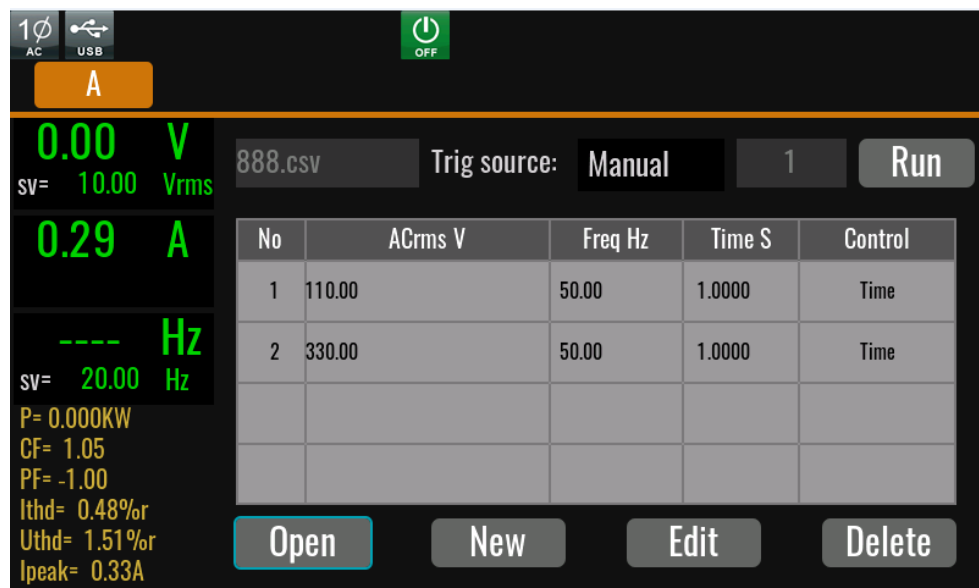 1Ø
AC
USB
OFF
A
0.00 V
sv= 10.00 Vrms
0.29 A
---- Hz
sv= 20.00 Hz
P= 0.000KW
CF= 1.05
PF= -1.00
Ithd= 0.48%r
Uthd= 1.51%r
Ipeak= 0.33A
888.csv Trig source: Manual 1 Run
No ACrms V Freq Hz Time S Control
1 110.00 50.00 1.0000 Time
2 330.00 50.00 1.0000 Time
Open New Edit Delete